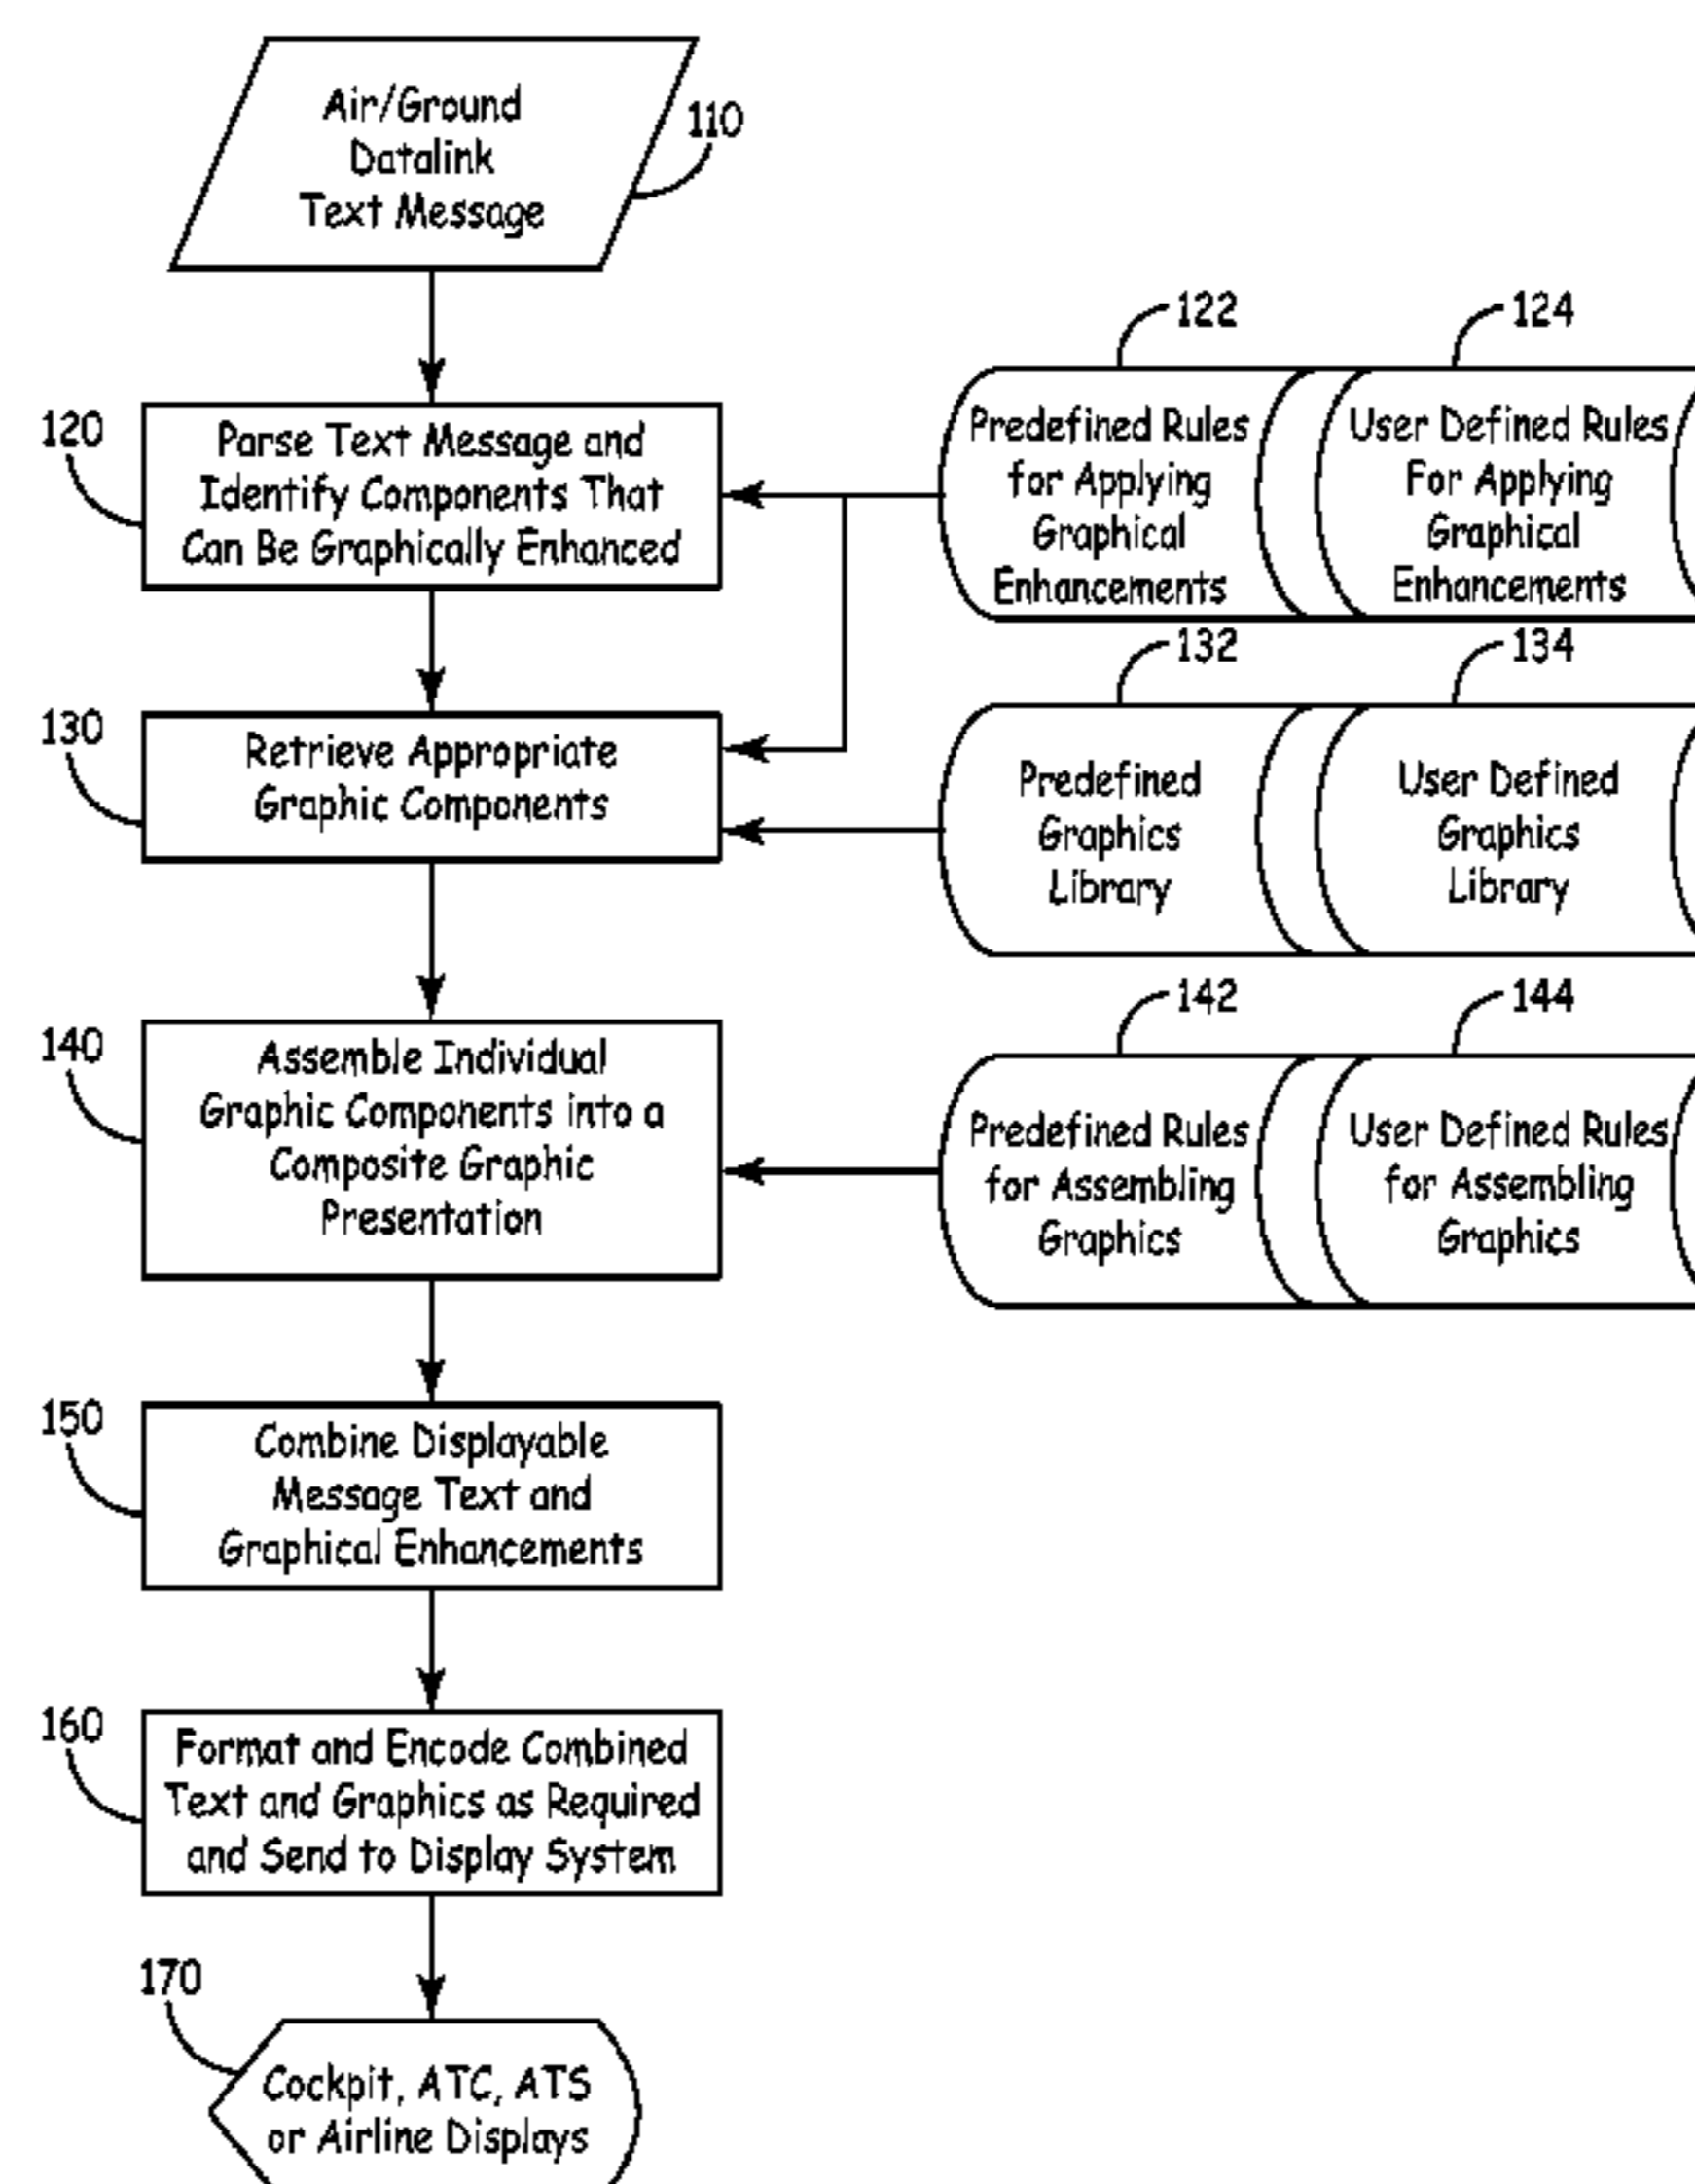 Air/Ground
Datalink
Text Message
110
120
Parse Text Message and
Identify Components That
Can Be Graphically Enhanced
122
Predefined Rules
for Applying
Graphical
Enhancements
124
User Defined Rules
For Applying
Graphical
Enhancements
130
Retrieve Appropriate
Graphic Components
132
Predefined
Graphics
Library
134
User Defined
Graphics
Library
140
Assemble Individual
Graphic Components into a
Composite Graphic
Presentation
142
Predefined Rules
for Assembling
Graphics
144
User Defined Rules
for Assembling
Graphics
150
Combine Displayable
Message Text and
Graphical Enhancements
160
Format and Encode Combined
Text and Graphics as Required
and Send to Display System
170
Cockpit, ATC, ATS
or Airline Displays